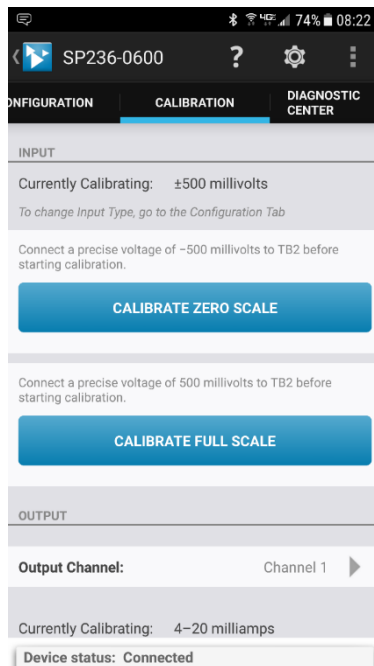 4G 74% 08:22
SP236-0600 ?
ONFIGURATION CALIBRATION DIAGNOSTIC
CENTER
INPUT
Currently Calibrating: ±500 millivolts
To change Input Type, go to the Configuration Tab
Connect a precise voltage of −500 millivolts to TB2 before
starting calibration.
CALIBRATE ZERO SCALE
Connect a precise voltage of 500 millivolts to TB2 before
starting calibration.
CALIBRATE FULL SCALE
OUTPUT
Output Channel: Channel 1
Currently Calibrating: 4–20 milliamps
Device status: Connected